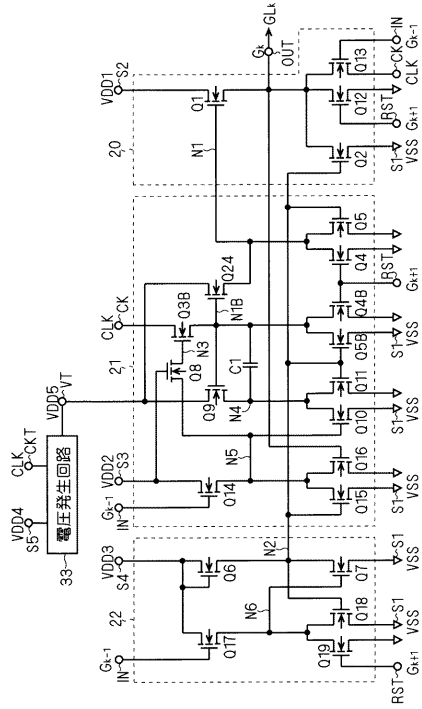 VDD4
S5
CLK
CKT
33
電圧発生回路
VDD5
VT
22
21
20
Gk-1
IN
VDD3
S4
Gk-1
IN
VDD2
S3
CLK
CK
VDD1
S2
Q17
Q6
Q14
Q8
Q3B
Q1
N3
Q9
N1B
Q24
N1
N6
N2
N5
N4
C1
Gk
OUT
GLk
Q19
Q18
Q7
Q15
Q16
Q10
Q11
Q5B
Q4B
Q4
Q5
Q2
Q12
Q13
RST
Gk+1
S1
VSS
S1
VSS
S1
VSS
S1
VSS
S1
VSS
RST
Gk+1
S1
VSS
RST
Gk+1
CK
CLK
IN
Gk-1